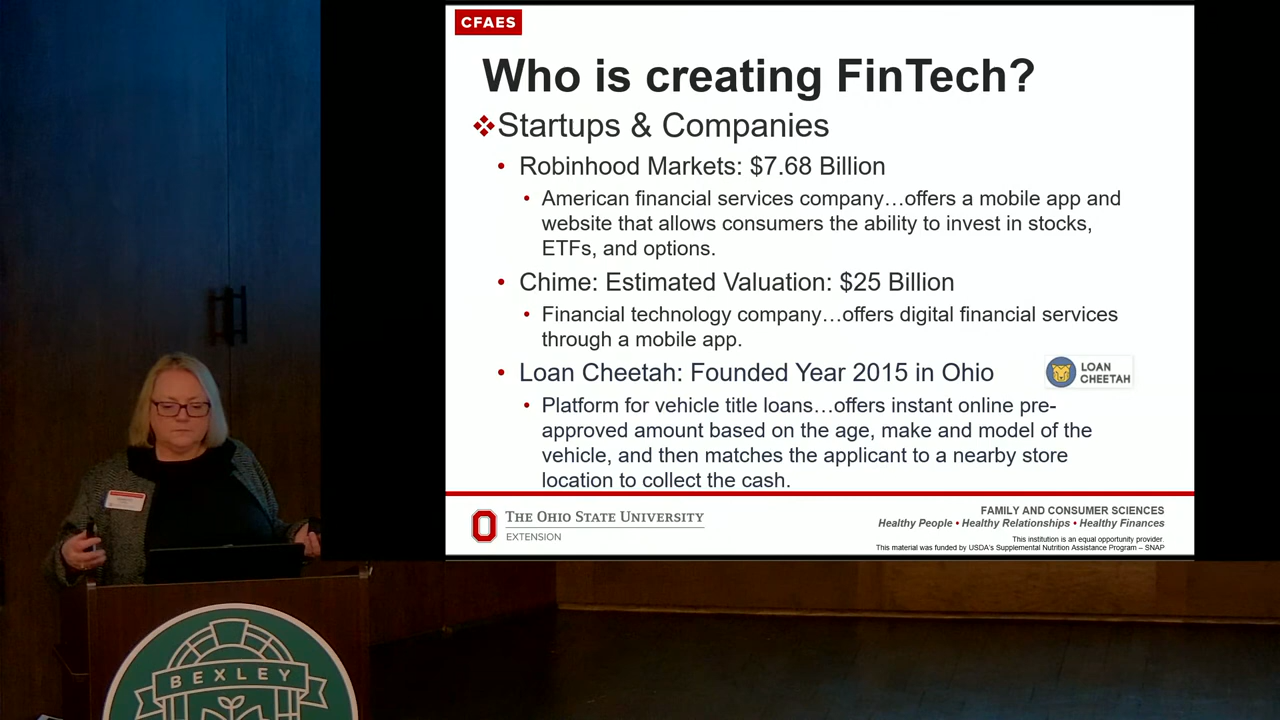 CFAES
Who is creating FinTech?
❖Startups & Companies
• Robinhood Markets: $7.68 Billion
• American financial services company…offers a mobile app and
website that allows consumers the ability to invest in stocks,
ETFs, and options.
• Chime: Estimated Valuation: $25 Billion
• Financial technology company…offers digital financial services
through a mobile app.
• Loan Cheetah: Founded Year 2015 in Ohio
LOAN
CHEETAH
• Platform for vehicle title loans…offers instant online pre-
approved amount based on the age, make and model of the
vehicle, and then matches the applicant to a nearby store
location to collect the cash.
THE OHIO STATE UNIVERSITY
EXTENSION
FAMILY AND CONSUMER SCIENCES
Healthy People • Healthy Relationships • Healthy Finances
This institution is an equal opportunity provider.
This material was funded by USDA's Supplemental Nutrition Assistance Program – SNAP
BEXLEY